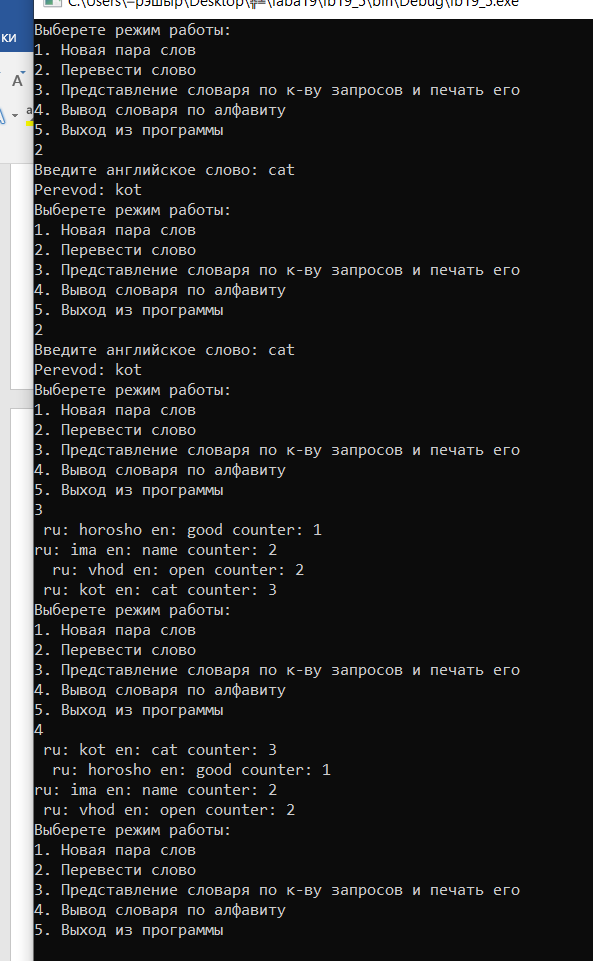 C:\Users\–рэшыр\Desktop\laba19\lb19_5\bin\Debug\lb19_5.exe
ки
A
Выберете режим работы:
1. Новая пара слов
2. Перевести слово
3. Представление словаря по к-ву запросов и печать его
4. Вывод словаря по алфавиту
5. Выход из программы
2
Введите английское слово: cat
Perevod: kot
Выберете режим работы:
1. Новая пара слов
2. Перевести слово
3. Представление словаря по к-ву запросов и печать его
4. Вывод словаря по алфавиту
5. Выход из программы
2
Введите английское слово: cat
Perevod: kot
Выберете режим работы:
1. Новая пара слов
2. Перевести слово
3. Представление словаря по к-ву запросов и печать его
4. Вывод словаря по алфавиту
5. Выход из программы
3
ru: horosho en: good counter: 1
ru: ima en: name counter: 2
ru: vhod en: open counter: 2
ru: kot en: cat counter: 3
Выберете режим работы:
1. Новая пара слов
2. Перевести слово
3. Представление словаря по к-ву запросов и печать его
4. Вывод словаря по алфавиту
5. Выход из программы
4
ru: kot en: cat counter: 3
ru: horosho en: good counter: 1
ru: ima en: name counter: 2
ru: vhod en: open counter: 2
Выберете режим работы:
1. Новая пара слов
2. Перевести слово
3. Представление словаря по к-ву запросов и печать его
4. Вывод словаря по алфавиту
5. Выход из программы